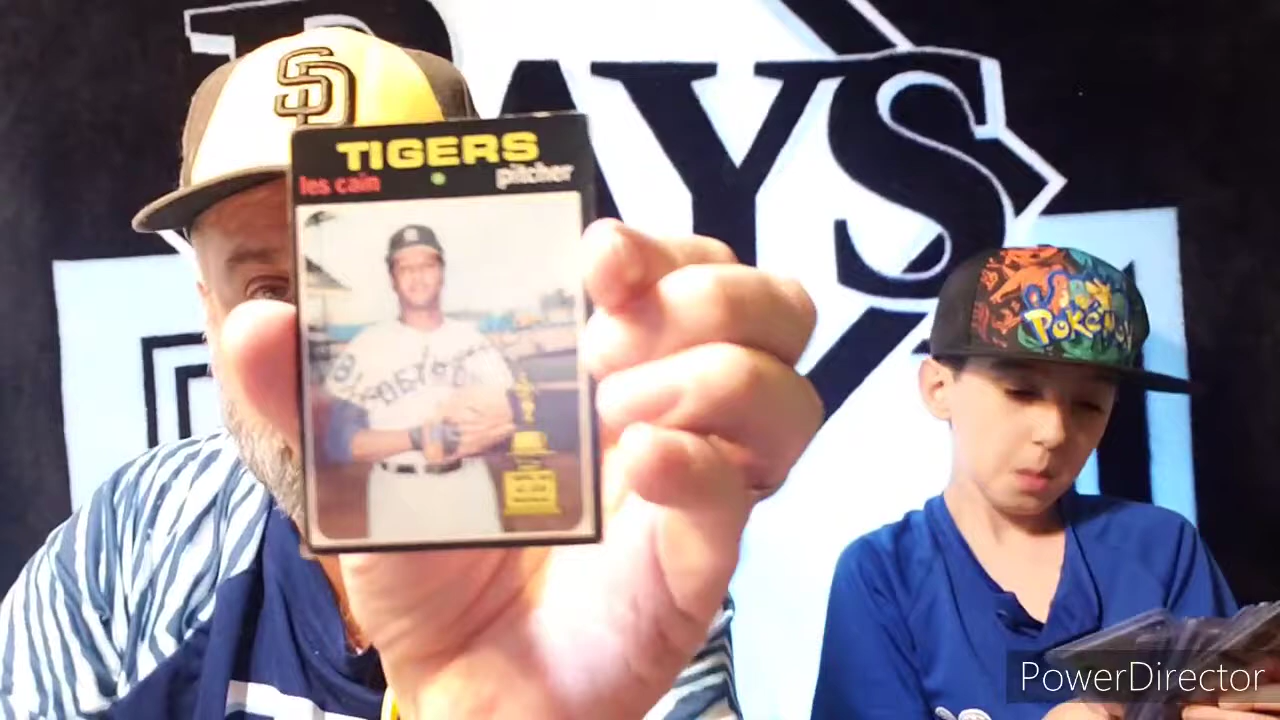 RAYS
SD
TIGERS
les cain
pitcher
Pokémon
PowerDirector